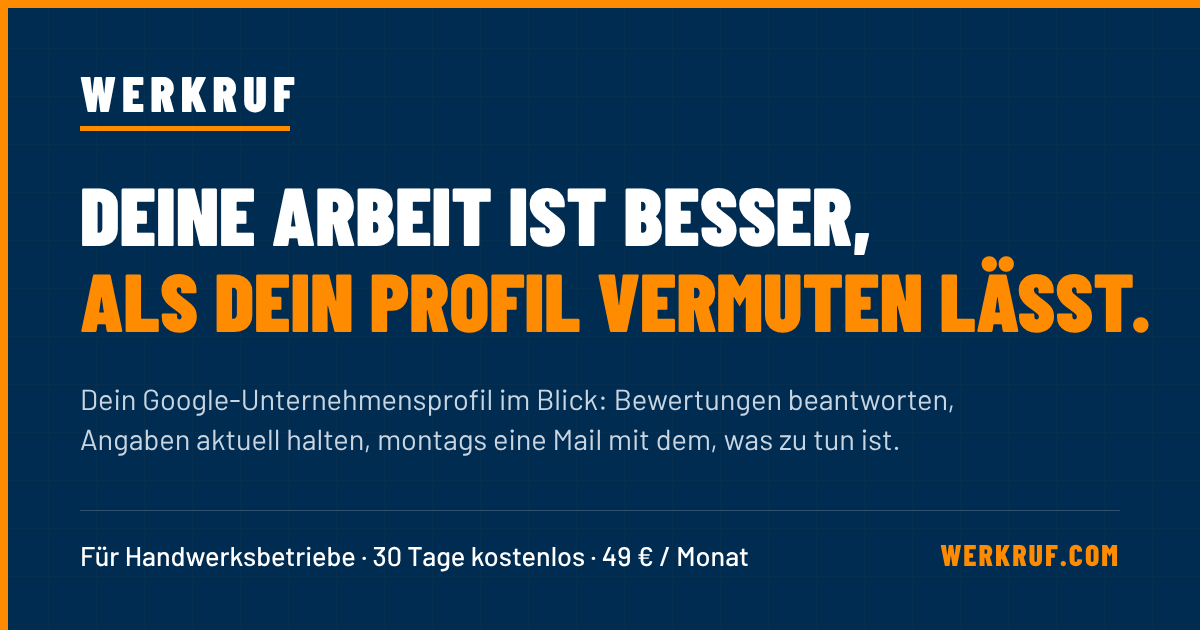 WERKRUF
DEINE ARBEIT IST BESSER,
ALS DEIN PROFIL VERMUTEN LÄSST.
Dein Google-Unternehmensprofil im Blick: Bewertungen beantworten,
Angaben aktuell halten, montags eine Mail mit dem, was zu tun ist.
Für Handwerksbetriebe · 30 Tage kostenlos · 49 € / Monat
WERKRUF.COM